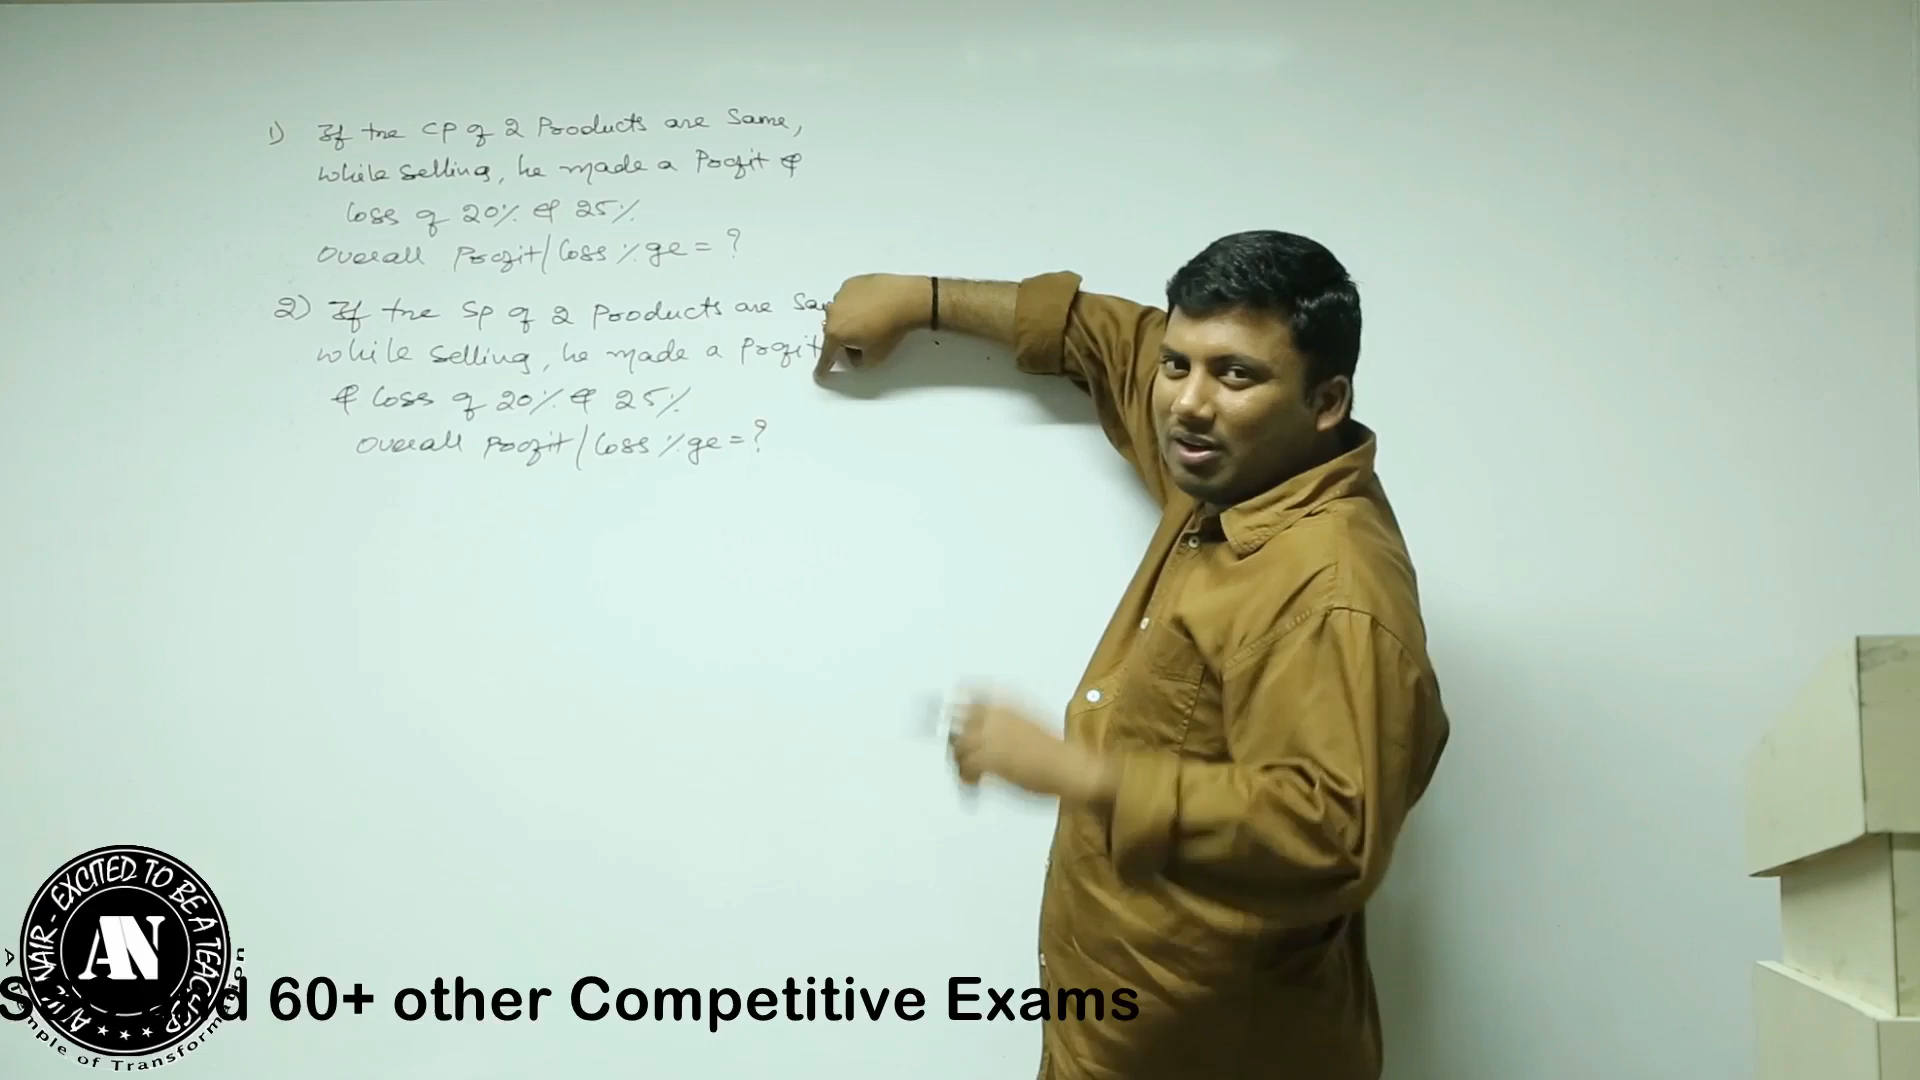 1) If the CP of 2 Products are Same,
while selling, he made a Profit &
loss of 20% & 25%
Overall Profit/loss %ge = ?
2) If the SP of 2 Products are
while selling, he made a Profit
& loss of 20% & 25%
Overall Profit/loss %ge = ?
NAIR - EXCITED TO BE A TEACHER
AN
60+ other Competitive Exams
Temple of Transformation